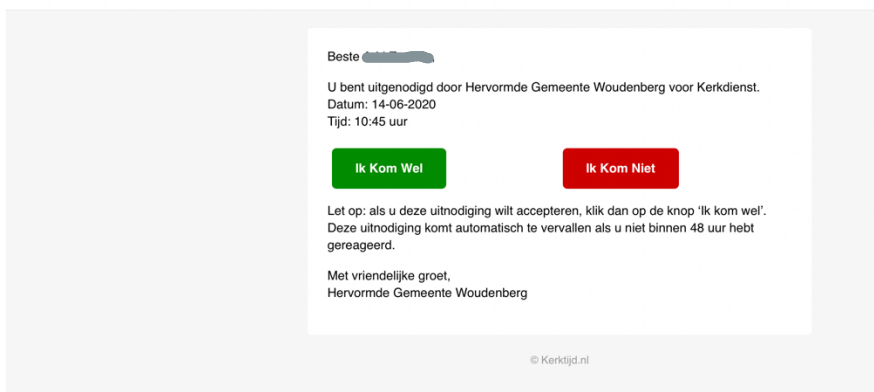 Beste
U bent uitgenodigd door Hervormde Gemeente Woudenberg voor Kerkdienst.
Datum: 14-06-2020
Tijd: 10:45 uur
Ik Kom Wel
Ik Kom Niet
Let op: als u deze uitnodiging wilt accepteren, klik dan op de knop ‘Ik kom wel’.
Deze uitnodiging komt automatisch te vervallen als u niet binnen 48 uur hebt
gereageerd.
Met vriendelijke groet,
Hervormde Gemeente Woudenberg
© Kerktijd.nl